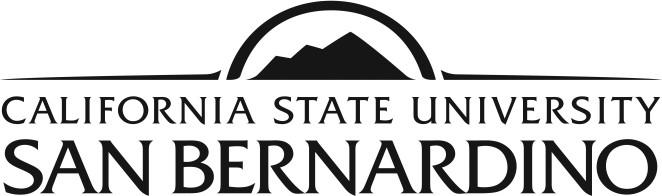 CALIFORNIA STATE UNIVERSITY
SAN BERNARDINO